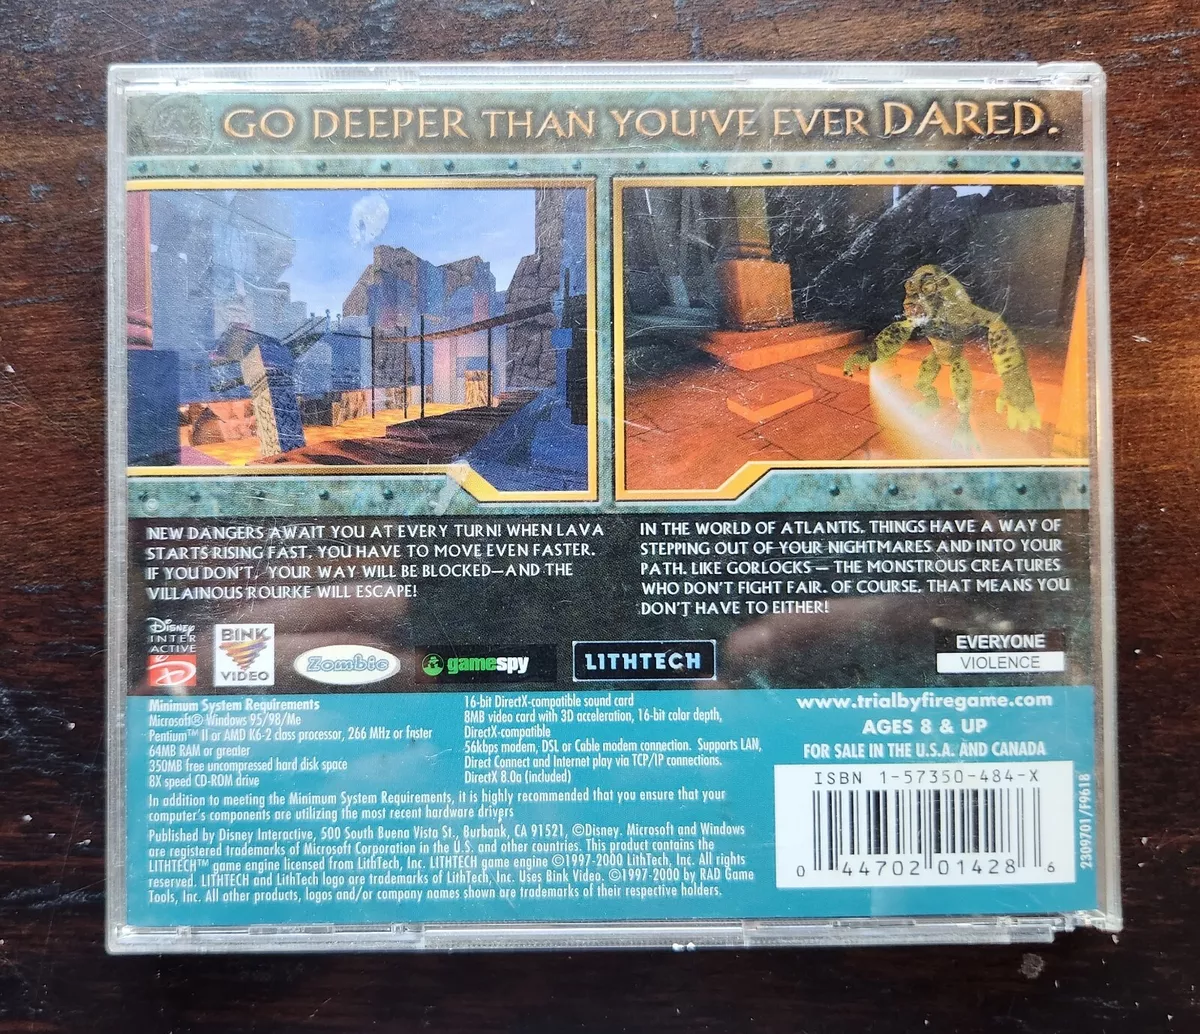 GO DEEPER THAN YOU'VE EVER DARED.
NEW DANGERS AWAIT YOU AT EVERY TURN! WHEN LAVA
STARTS RISING FAST, YOU HAVE TO MOVE EVEN FASTER.
IF YOU DON'T, YOUR WAY WILL BE BLOCKED—AND THE
VILLAINOUS ROURKE WILL ESCAPE!
IN THE WORLD OF ATLANTIS, THINGS HAVE A WAY OF
STEPPING OUT OF YOUR NIGHTMARES AND INTO YOUR
PATH. LIKE GORLOCKS — THE MONSTROUS CREATURES
WHO DON'T FIGHT FAIR. OF COURSE, THAT MEANS YOU
DON'T HAVE TO EITHER!
Disney
INTER
ACTIVE
BINK
VIDEO
Zombie
gamespy
LITHTECH
EVERYONE
VIOLENCE
Minimum System Requirements
Microsoft® Windows 95/98/Me
Pentium™ II or AMD K6-2 class processor, 266 MHz or faster
64MB RAM or greater
350MB free uncompressed hard disk space
8X speed CD-ROM drive
16-bit DirectX-compatible sound card
8MB video card with 3D acceleration, 16-bit color depth,
DirectX-compatible
56kbps modem, DSL or Cable modem connection. Supports LAN,
Direct Connect and Internet play via TCP/IP connections.
DirectX 8.0a (included)
In addition to meeting the Minimum System Requirements, it is highly recommended that you ensure that your
computer's components are utilizing the most recent hardware drivers
Published by Disney Interactive, 500 South Buena Vista St., Burbank, CA 91521, ©Disney. Microsoft and Windows
are registered trademarks of Microsoft Corporation in the U.S. and other countries. This product contains the
LITHTECH™ game engine licensed from LithTech, Inc. LITHTECH game engine ©1997-2000 LithTech, Inc. All rights
reserved. LITHTECH and LithTech logo are trademarks of LithTech, Inc. Uses Bink Video. ©1997-2000 by RAD Game
Tools, Inc. All other products, logos and/or company names shown are trademarks of their respective holders.
www.trialbyfiregame.com
AGES 8 & UP
FOR SALE IN THE U.S.A. AND CANADA
ISBN 1-57350-484-X
0 44702 01428 6
2309701/F9618